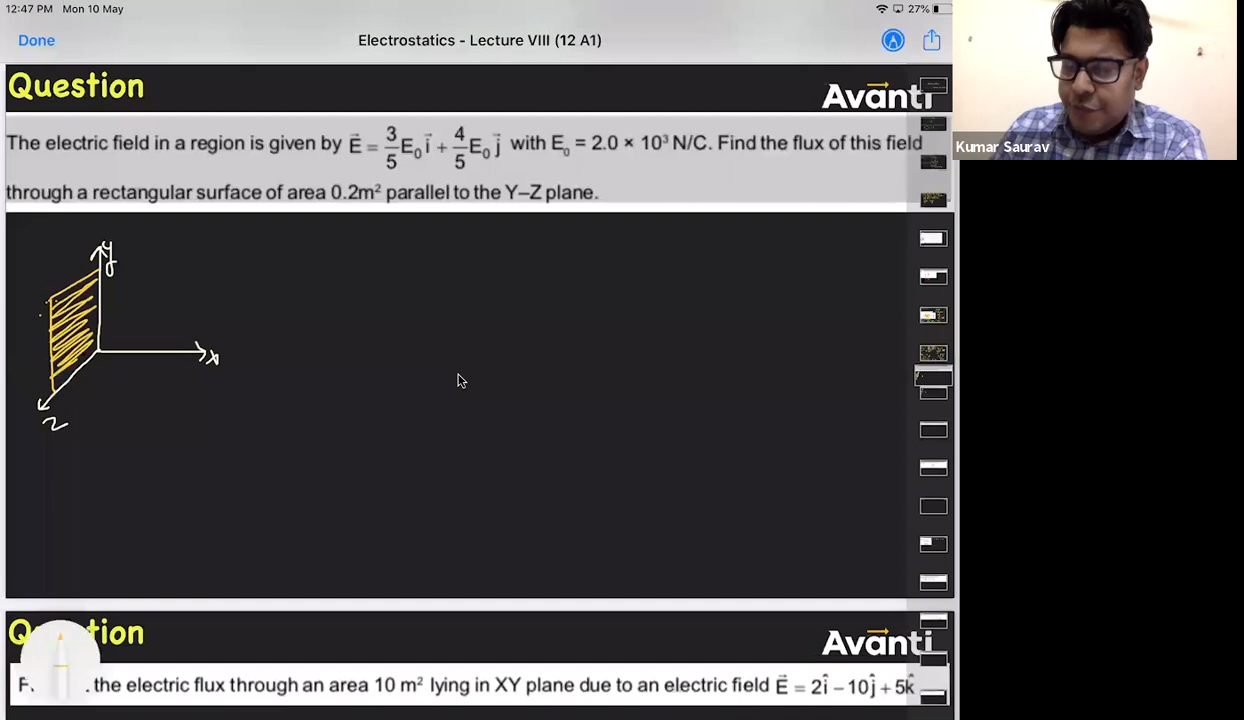 12:47 PM Mon 10 May
27%
Done
Electrostatics - Lecture VIII (12 A1)
Question
Avanti
The electric field in a region is given by E⃗ = 3/5 E₀ i⃗ + 4/5 E₀ j⃗ with E₀ = 2.0 × 10³ N/C. Find the flux of this field
through a rectangular surface of area 0.2m² parallel to the Y–Z plane.
y
x
z
Kumar Saurav
Question
Avanti
the electric flux through an area 10 m² lying in XY plane due to an electric field E⃗ = 2î – 10ĵ + 5k̂